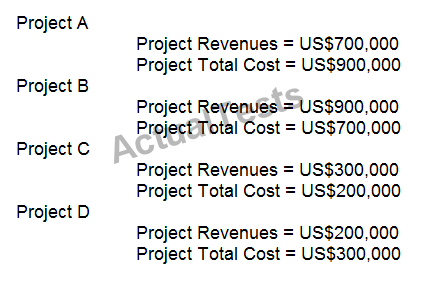 Project A
Project Revenues = US$700,000
Project Total Cost = US$900,000
Project B
Project Revenues = US$900,000
Project Total Cost = US$700,000
ActualTests
Project C
Project Revenues = US$300,000
Project Total Cost = US$200,000
Project D
Project Revenues = US$200,000
Project Total Cost = US$300,000